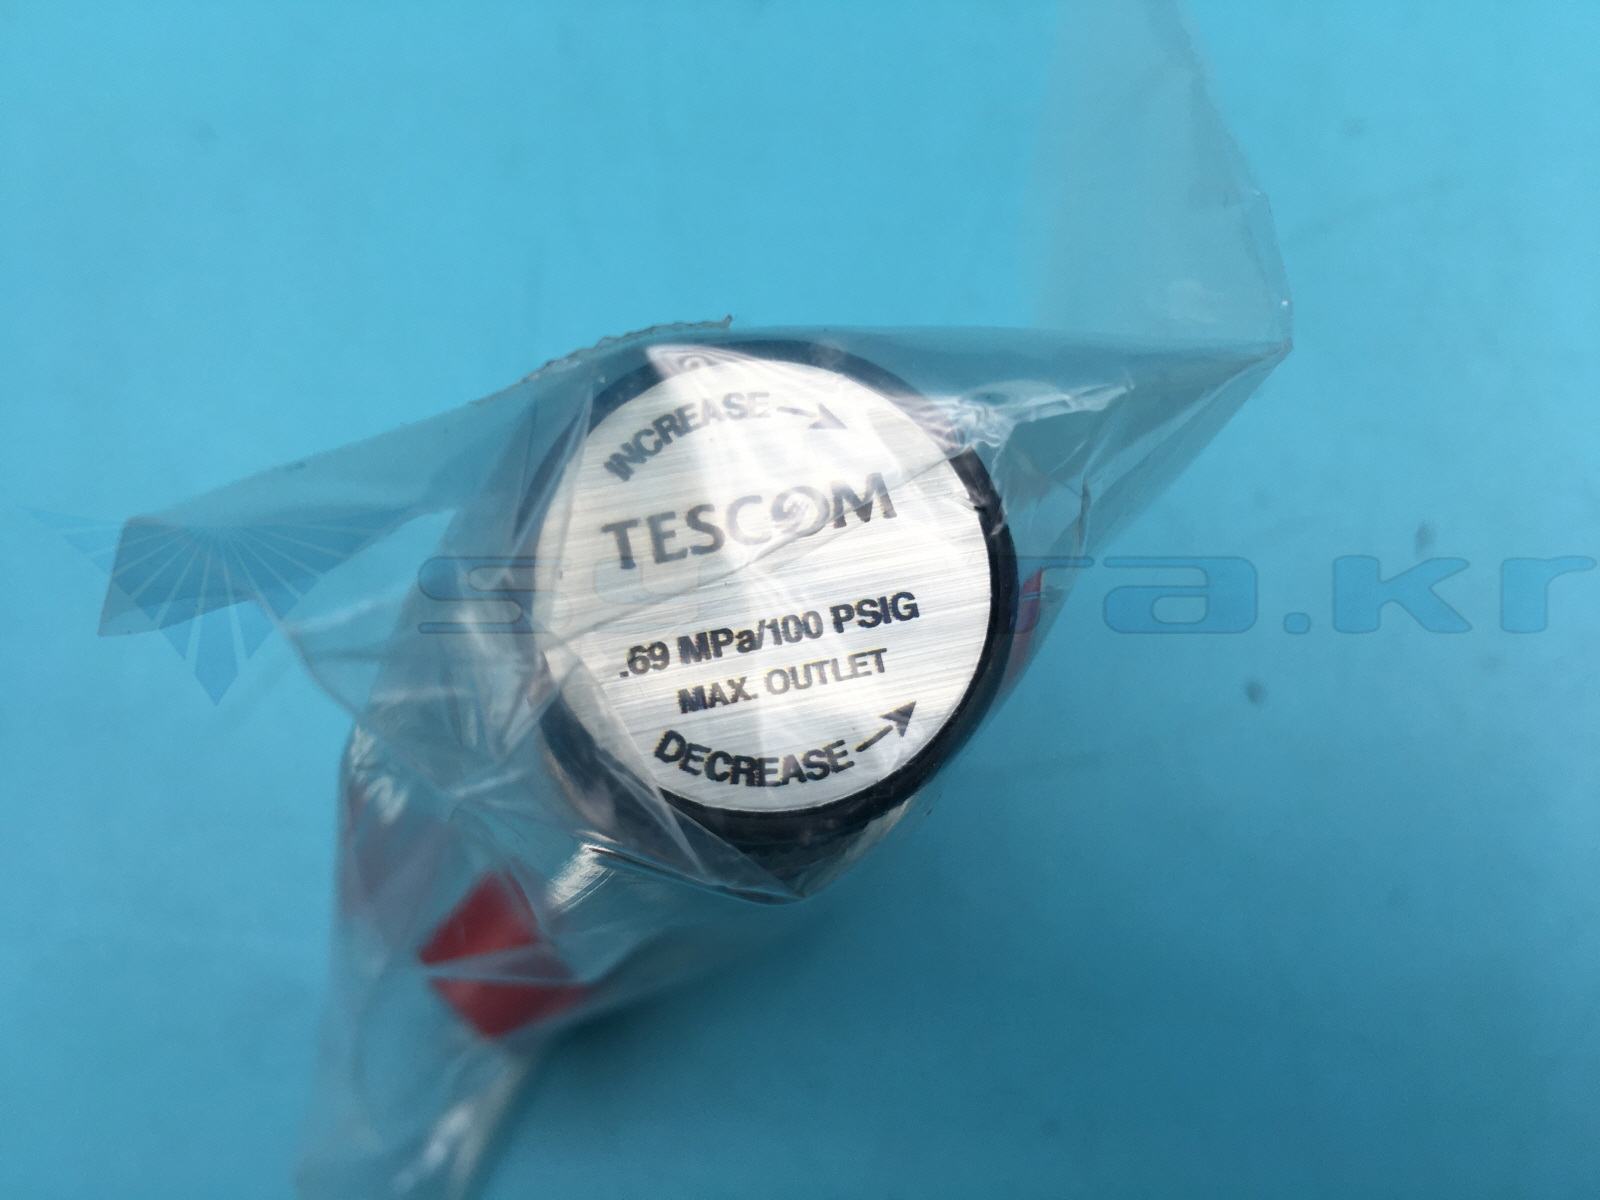 INCREASE
TESCOM
.69 MPa/100 PSIG
MAX. OUTLET
DECREASE